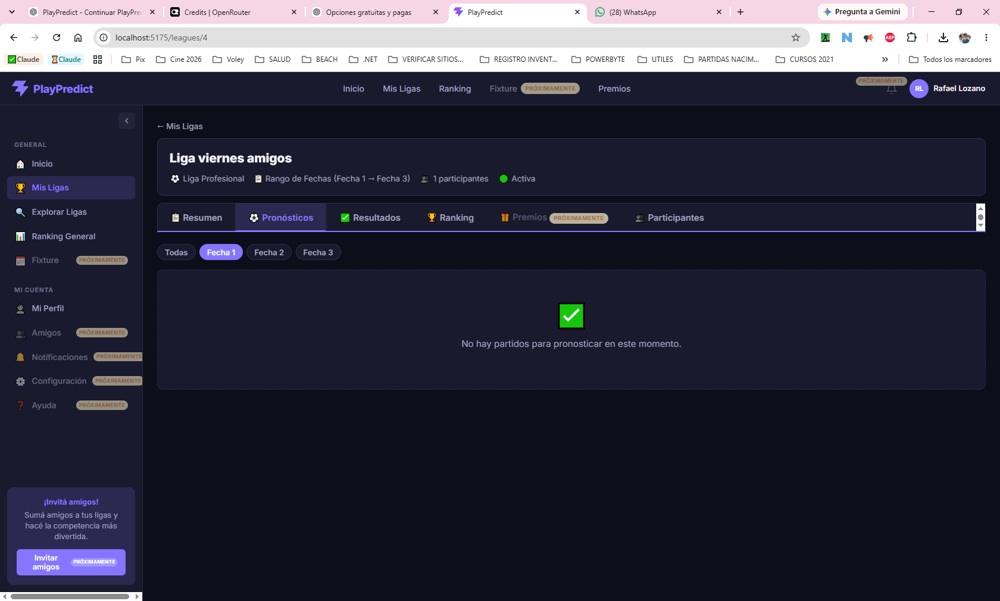 PlayPredict - Continuar PlayPre
Credits | OpenRouter
Opciones gratuitas y pagas
PlayPredict
(28) WhatsApp
Pregunta a Gemini
localhost:5175/leagues/4
ABP
Claude
Claude
Pix
Cine 2026
Voley
SALUD
BEACH
.NET
VERIFICAR SITIOS...
REGISTRO INVENT...
POWERBYTE
UTILES
PARTIDAS NACIM...
CURSOS 2021
Todos los marcadores
PlayPredict
Inicio
Mis Ligas
Ranking
Fixture PRÓXIMAMENTE
Premios
PRÓXIMAMENTE
RL
Rafael Lozano
GENERAL
Inicio
Mis Ligas
Explorar Ligas
Ranking General
Fixture PRÓXIMAMENTE
MI CUENTA
Mi Perfil
Amigos PRÓXIMAMENTE
Notificaciones PRÓXIMAMENTE
Configuración PRÓXIMAMENTE
Ayuda PRÓXIMAMENTE
¡Invitá amigos!
Sumá amigos a tus ligas y
hacé la competencia más
divertida.
Invitar
amigos
PRÓXIMAMENTE
← Mis Ligas
Liga viernes amigos
Liga Profesional
Rango de Fechas (Fecha 1 → Fecha 3)
1 participantes
Activa
Resumen
Pronósticos
Resultados
Ranking
Premios PRÓXIMAMENTE
Participantes
Todas
Fecha 1
Fecha 2
Fecha 3
No hay partidos para pronosticar en este momento.